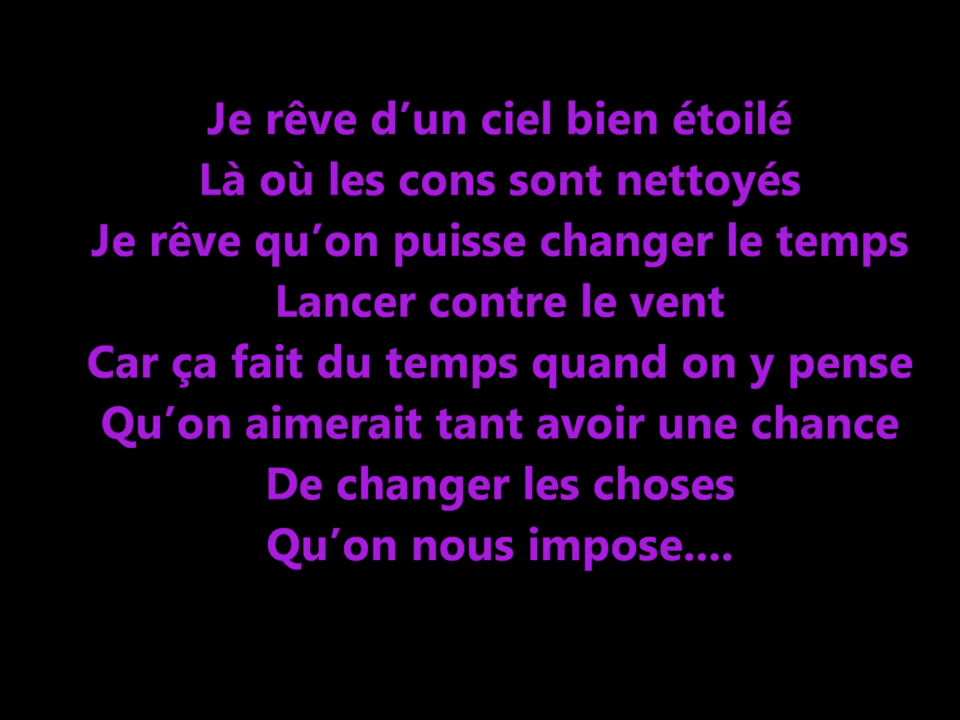 Je rêve d’un ciel bien étoilé
Là où les cons sont nettoyés
Je rêve qu’on puisse changer le temps
Lancer contre le vent
Car ça fait du temps quand on y pense
Qu’on aimerait tant avoir une chance
De changer les choses
Qu’on nous impose....